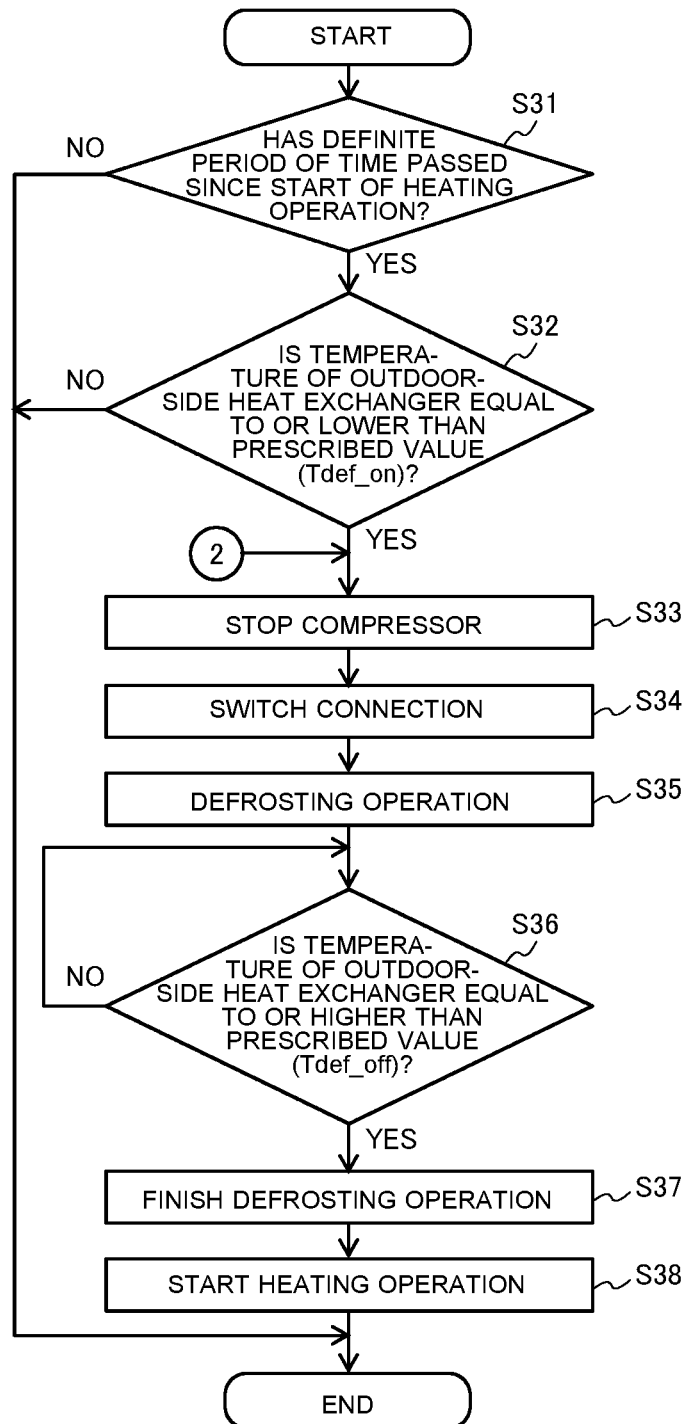 START
S31
HAS DEFINITE
PERIOD OF TIME PASSED
SINCE START OF HEATING
OPERATION?
NO
YES
S32
IS TEMPERA-
TURE OF OUTDOOR-
SIDE HEAT EXCHANGER EQUAL
TO OR LOWER THAN
PRESCRIBED VALUE
(Tdef_on)?
NO
YES
2
STOP COMPRESSOR
S33
SWITCH CONNECTION
S34
DEFROSTING OPERATION
S35
S36
IS TEMPERA-
TURE OF OUTDOOR-
SIDE HEAT EXCHANGER EQUAL
TO OR HIGHER THAN
PRESCRIBED VALUE
(Tdef_off)?
NO
YES
FINISH DEFROSTING OPERATION
S37
START HEATING OPERATION
S38
END